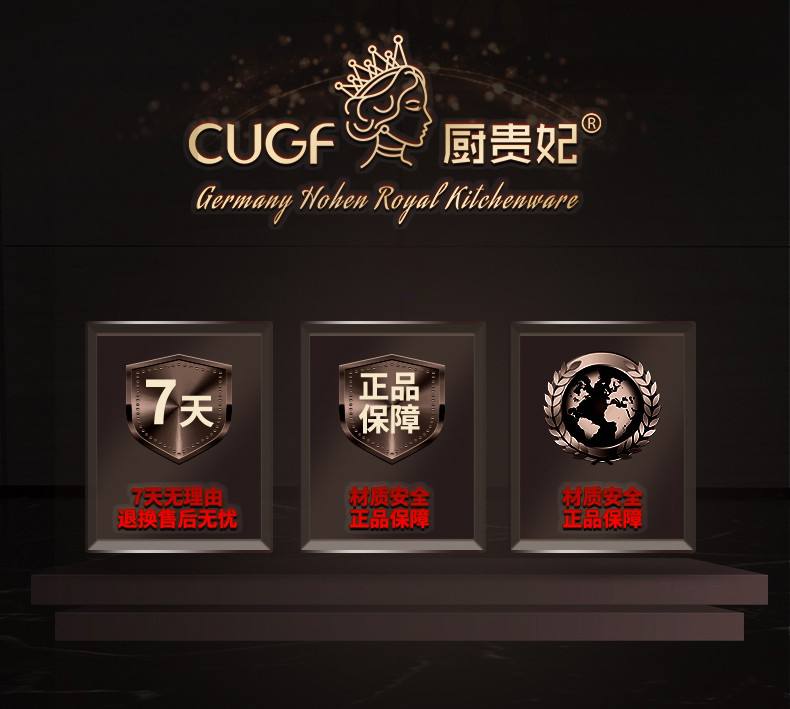 CUGF 厨贵妃®
Germany Hohen Royal Kitchenware
7天
正品
保障
7天无理由
退换售后无忧
材质安全
正品保障
材质安全
正品保障